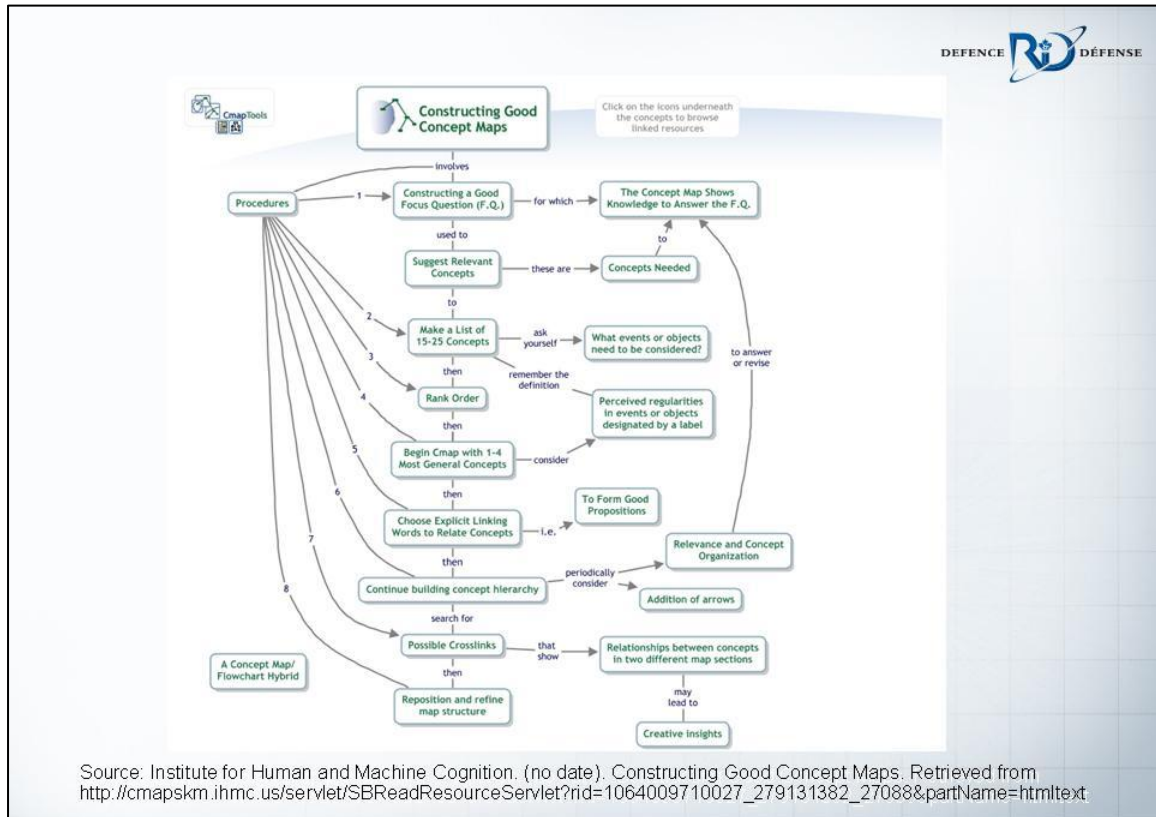 DEFENCE R&D DÉFENSE
CmapTools
Constructing Good
Concept Maps
Click on the icons underneath
the concepts to browse
linked resources
involves
Procedures
1
Constructing a Good
Focus Question (F.Q.)
for which
The Concept Map Shows
Knowledge to Answer the F.Q.
used to
to
Suggest Relevant
Concepts
these are
Concepts Needed
to
2
Make a List of
15-25 Concepts
ask
yourself
What events or objects
need to be considered?
to answer
or revise
3
then
remember the
definition
4
Rank Order
Perceived regularities
in events or objects
designated by a label
then
5
Begin Cmap with 1-4
Most General Concepts
consider
6
then
To Form Good
Propositions
7
Choose Explicit Linking
Words to Relate Concepts
i.e.
8
then
Relevance and Concept
Organization
Continue building concept hierarchy
periodically
consider
Addition of arrows
search for
Possible Crosslinks
that
show
Relationships between concepts
in two different map sections
A Concept Map/
Flowchart Hybrid
then
Reposition and refine
map structure
may
lead to
Creative Insights
Source: Institute for Human and Machine Cognition. (no date). Constructing Good Concept Maps. Retrieved from
http://cmapskm.ihmc.us/servlet/SBReadResourceServlet?rid=1064009710027_279131382_27088&partName=htmltext